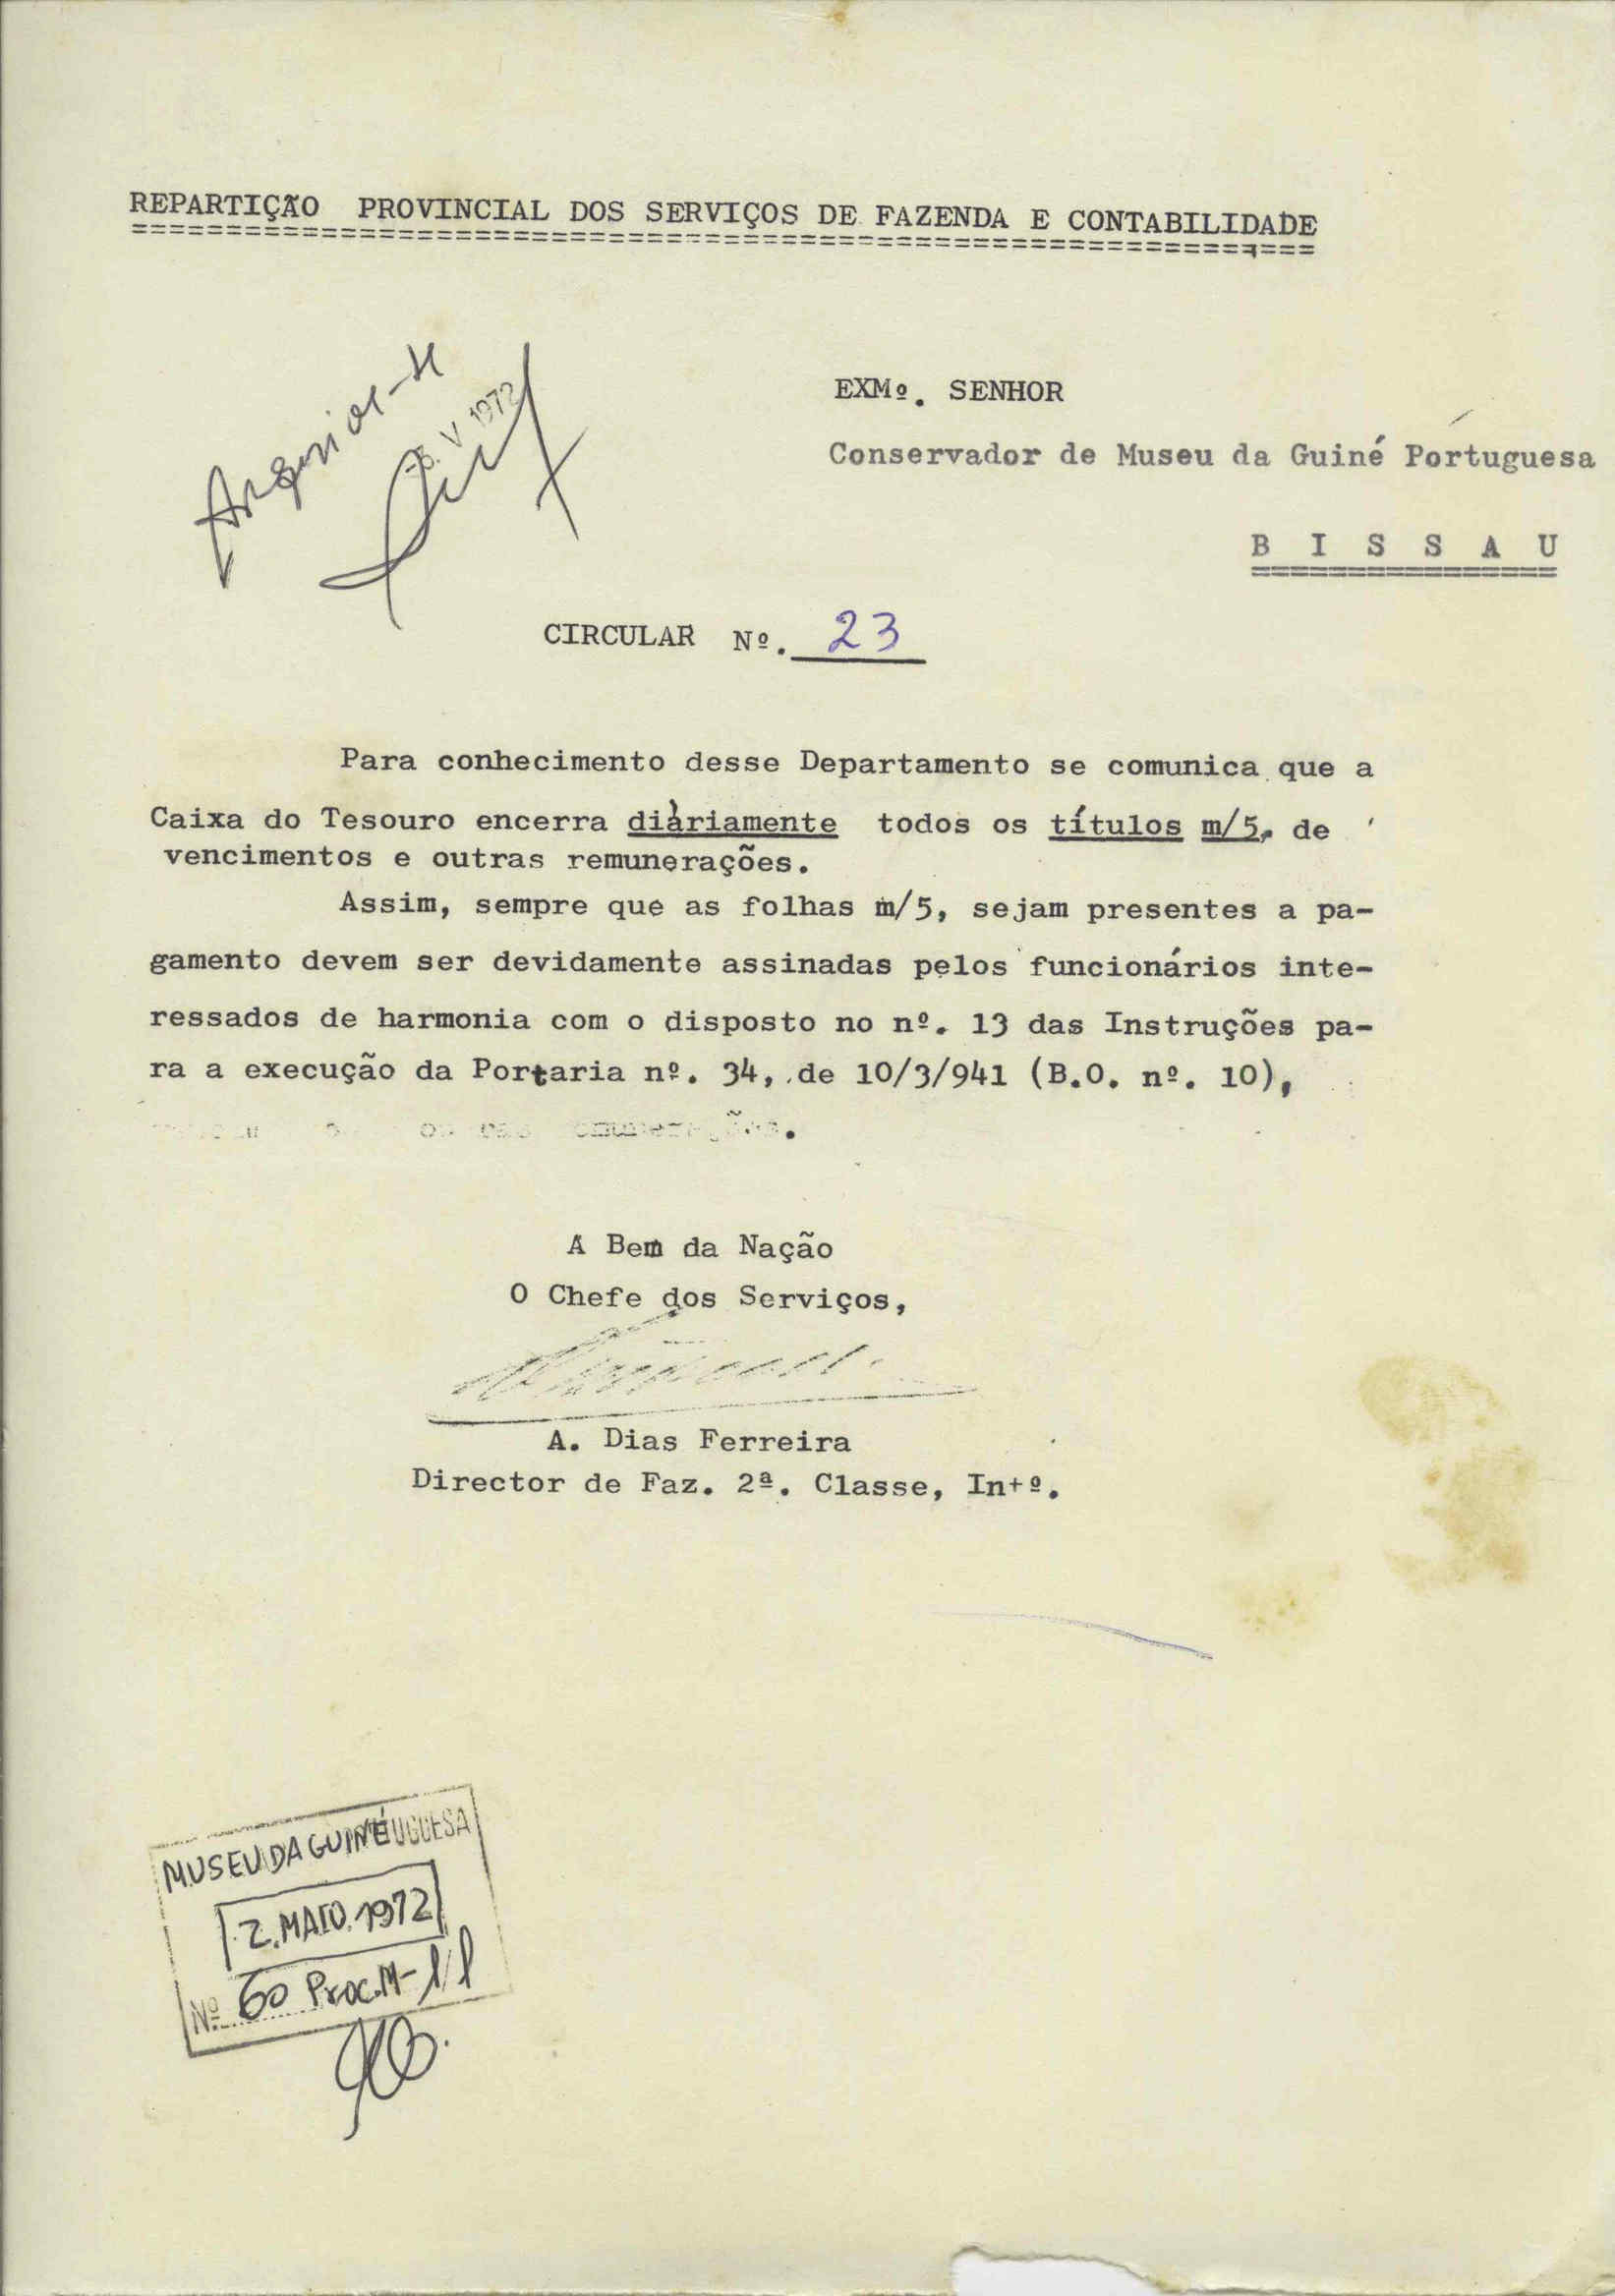 REPARTIÇÃO PROVINCIAL DOS SERVIÇOS DE FAZENDA E CONTABILIDADE
Arquivar-se
V 1972
EXMº. SENHOR
Conservador de Museu da Guiné Portuguesa
B I S S A U
CIRCULAR Nº. 23
Para conhecimento desse Departamento se comunica que a
Caixa do Tesouro encerra diàriamente todos os títulos m/5, de
vencimentos e outras remunerações.
Assim, sempre que as folhas m/5, sejam presentes a pa-
gamento devem ser devidamente assinadas pelos funcionários inte-
ressados de harmonia com o disposto no nº. 13 das Instruções pa-
ra a execução da Portaria nº. 34, de 10/3/941 (B.O. nº. 10),
A Bem da Nação
O Chefe dos Serviços,
A. Dias Ferreira
Director de Faz. 2ª. Classe, Intº.
MUSEU DA GUINÉ UGUESA
2. MAIO. 1972
Nº 60 Proc. M-1/1